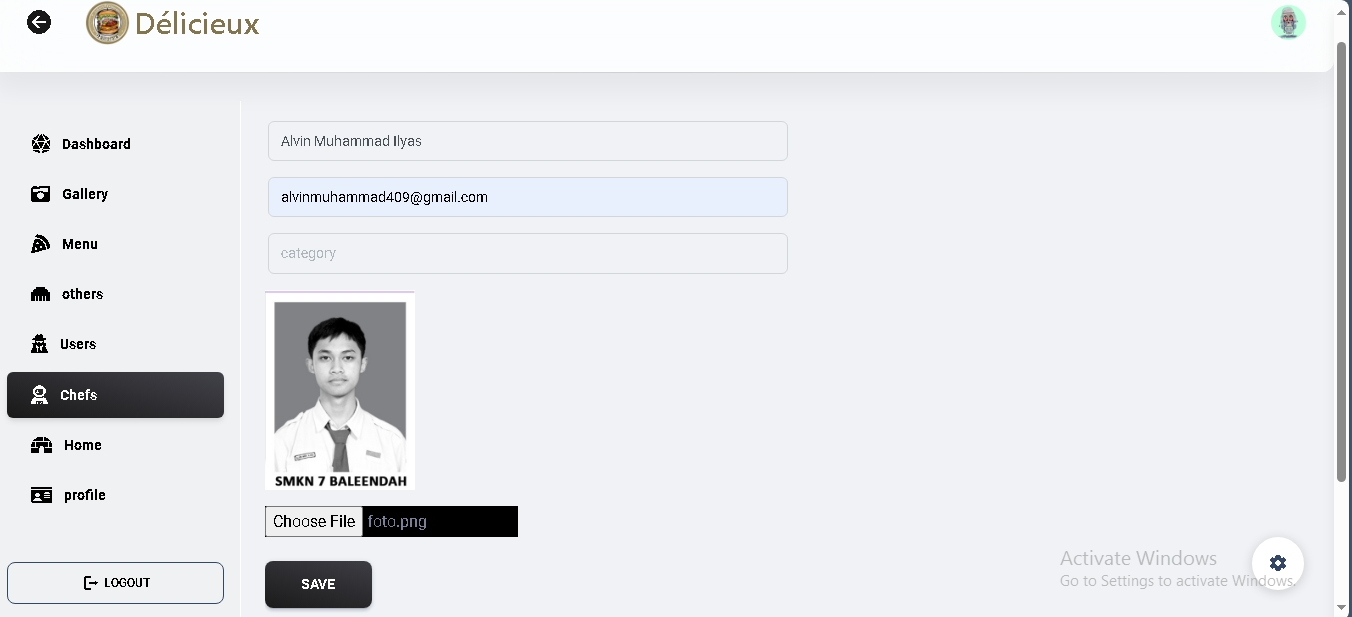 Délicieux
Dashboard
Gallery
Menu
others
Users
Chefs
Home
profile
LOGOUT
Alvin Muhammad Ilyas
alvinmuhammad409@gmail.com
category
SMKN 7 BALEENDAH
Choose File foto.png
SAVE
Activate Windows
Go to Settings to activate Windows.